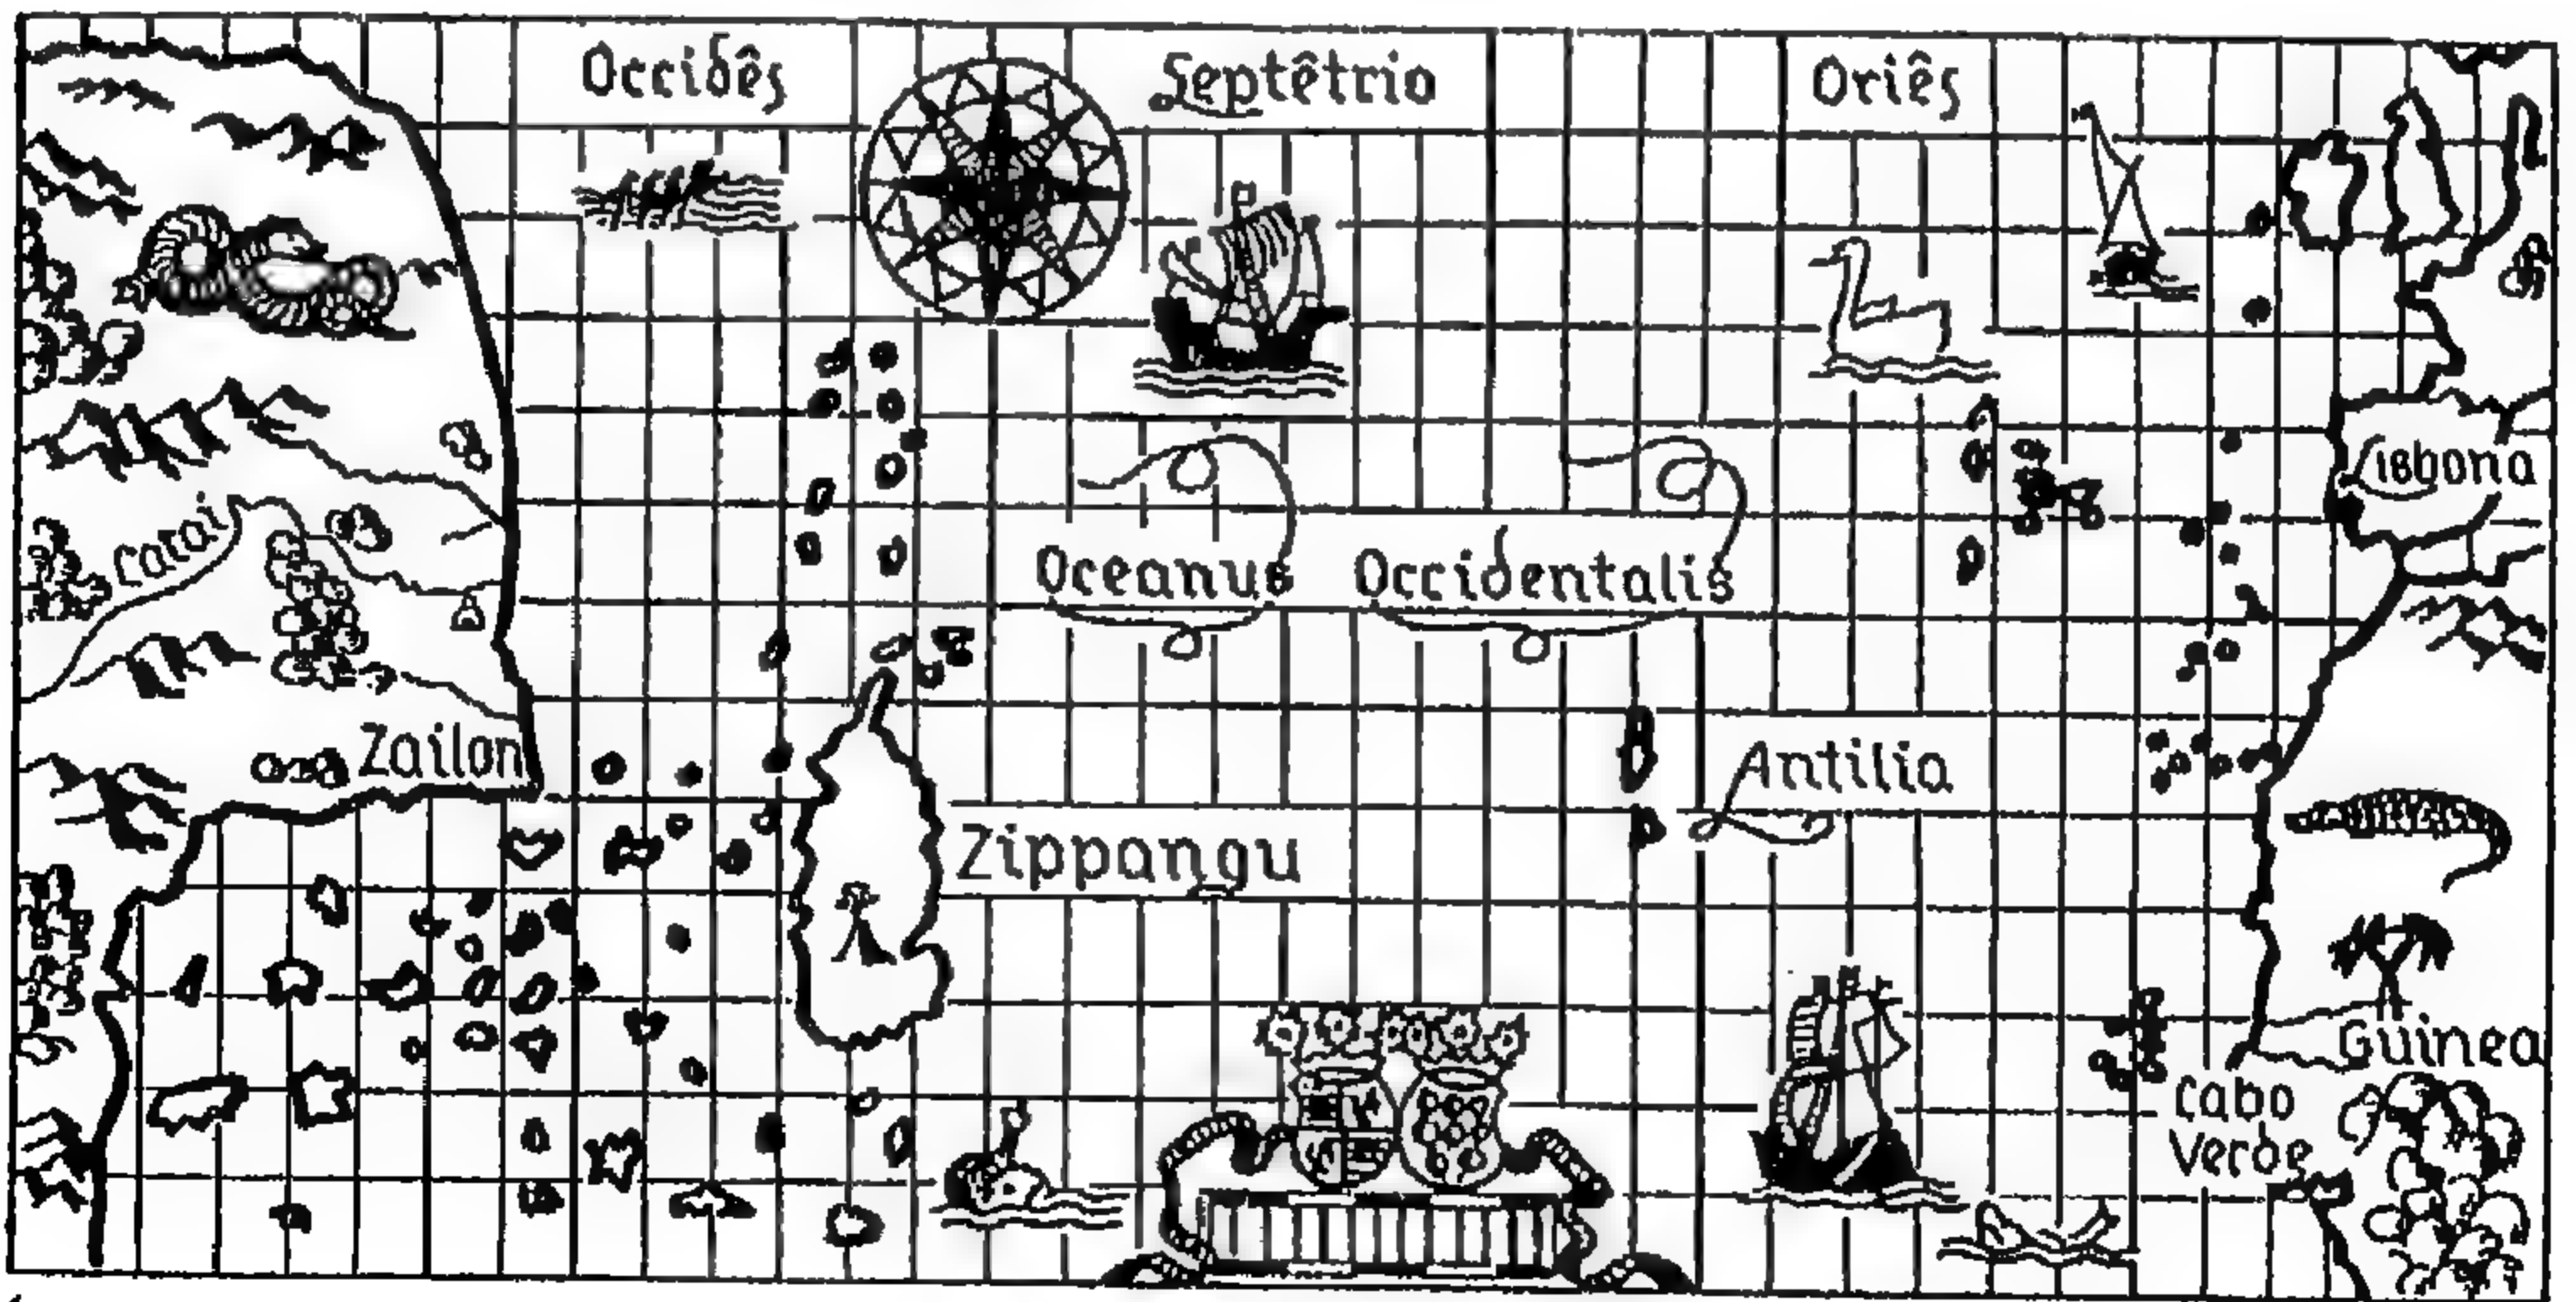 Occidês
Septêtrio
Oriês
Lisbona
Catai
Oceanus Occidentalis
Zailon
Antilia
Zippangu
Guinea
Cabo
Verde